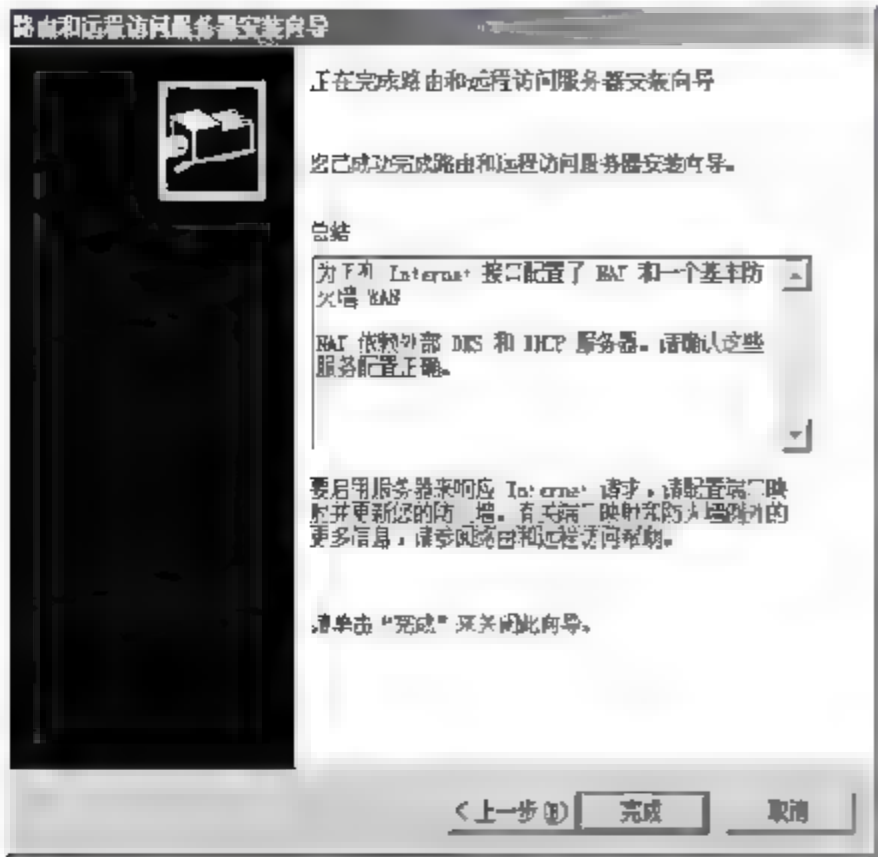 路由和远程访问服务器安装向导
正在完成路由和远程访问服务器安装向导
您已成功完成路由和远程访问服务器安装向导。
总结
为下列 Internet 接口配置了 NAT 和一个基本防
火墙 WAN
NAT 依赖外部 DNS 和 DHCP 服务器。请确认这些
服务配置正确。
要启用服务器来响应 Internet 请求，请配置端口映
射并更新您的防火墙。有关端口映射和防火墙例外的
更多信息，请参阅路由和远程访问帮助。
请单击“完成”来关闭此向导。
<上一步(B) 完成 取消